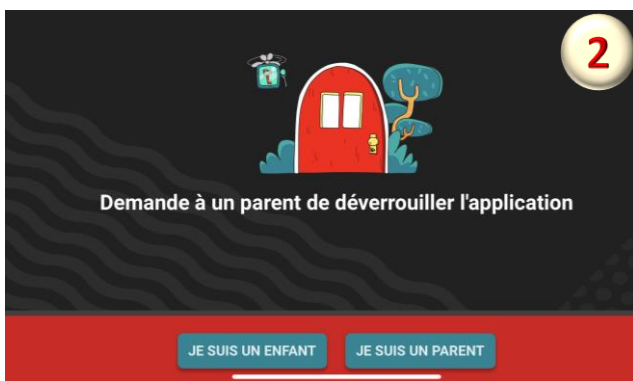 2
Demande à un parent de déverrouiller l'application
JE SUIS UN ENFANT
JE SUIS UN PARENT